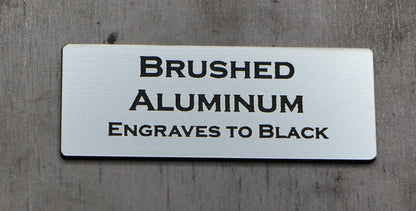 Brushed
Aluminum
Engraves to Black